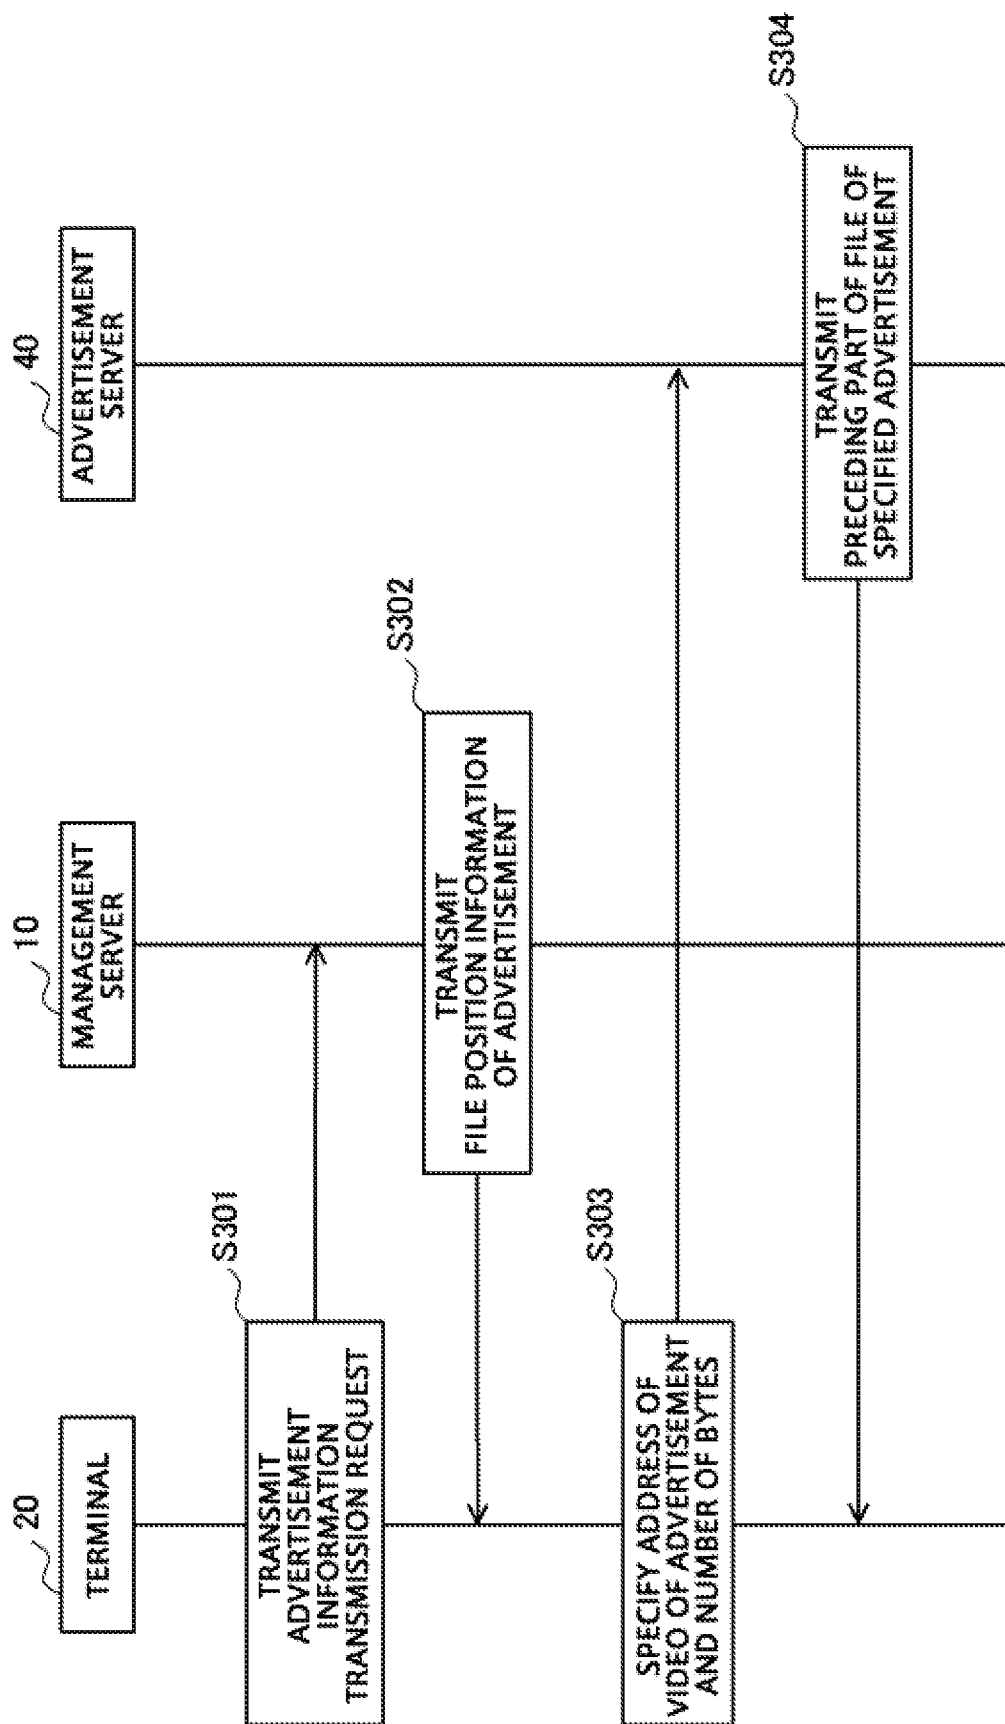 20
TERMINAL
10
MANAGEMENT
SERVER
40
ADVERTISEMENT
SERVER
S301
TRANSMIT
ADVERTISEMENT
INFORMATION
TRANSMISSION REQUEST
S302
TRANSMIT
FILE POSITION INFORMATION
OF ADVERTISEMENT
S303
SPECIFY ADDRESS OF
VIDEO OF ADVERTISEMENT
AND NUMBER OF BYTES
S304
TRANSMIT
PRECEDING PART OF FILE OF
SPECIFIED ADVERTISEMENT